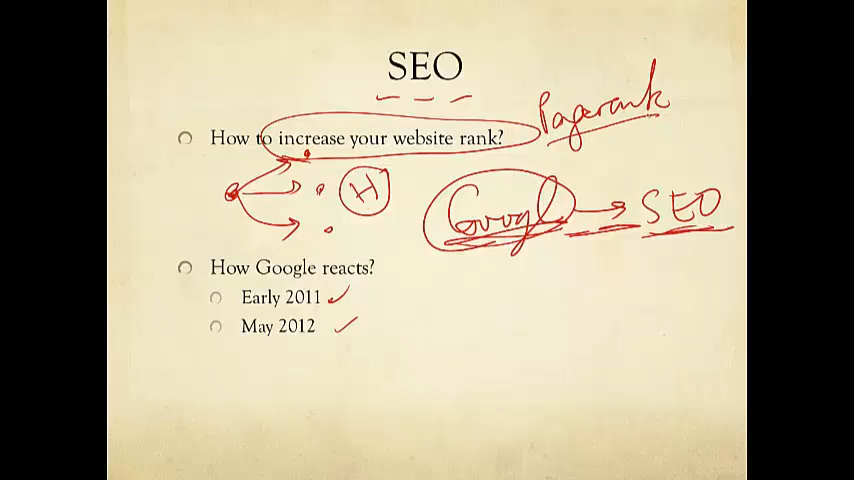 SEO
Pagerank
How to increase your website rank?
H
Google → SEO
How Google reacts?
Early 2011 ✓
May 2012 ✓